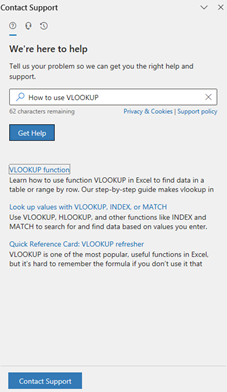 Contact Support
We're here to help
Tell us your problem so we can get you the right help and
support.
How to use VLOOKUP
62 characters remaining
Privacy & Cookies | Support policy
Get Help
VLOOKUP function
Learn how to use function VLOOKUP in Excel to find data in a
table or range by row. Our step-by-step guide makes vlookup in
Look up values with VLOOKUP, INDEX, or MATCH
Use VLOOKUP, HLOOKUP, and other functions like INDEX and
MATCH to search for and find data based on values you enter.
Quick Reference Card: VLOOKUP refresher
VLOOKUP is one of the most popular, useful functions in Excel,
but it's hard to remember the formula if you don't use it that
Contact Support